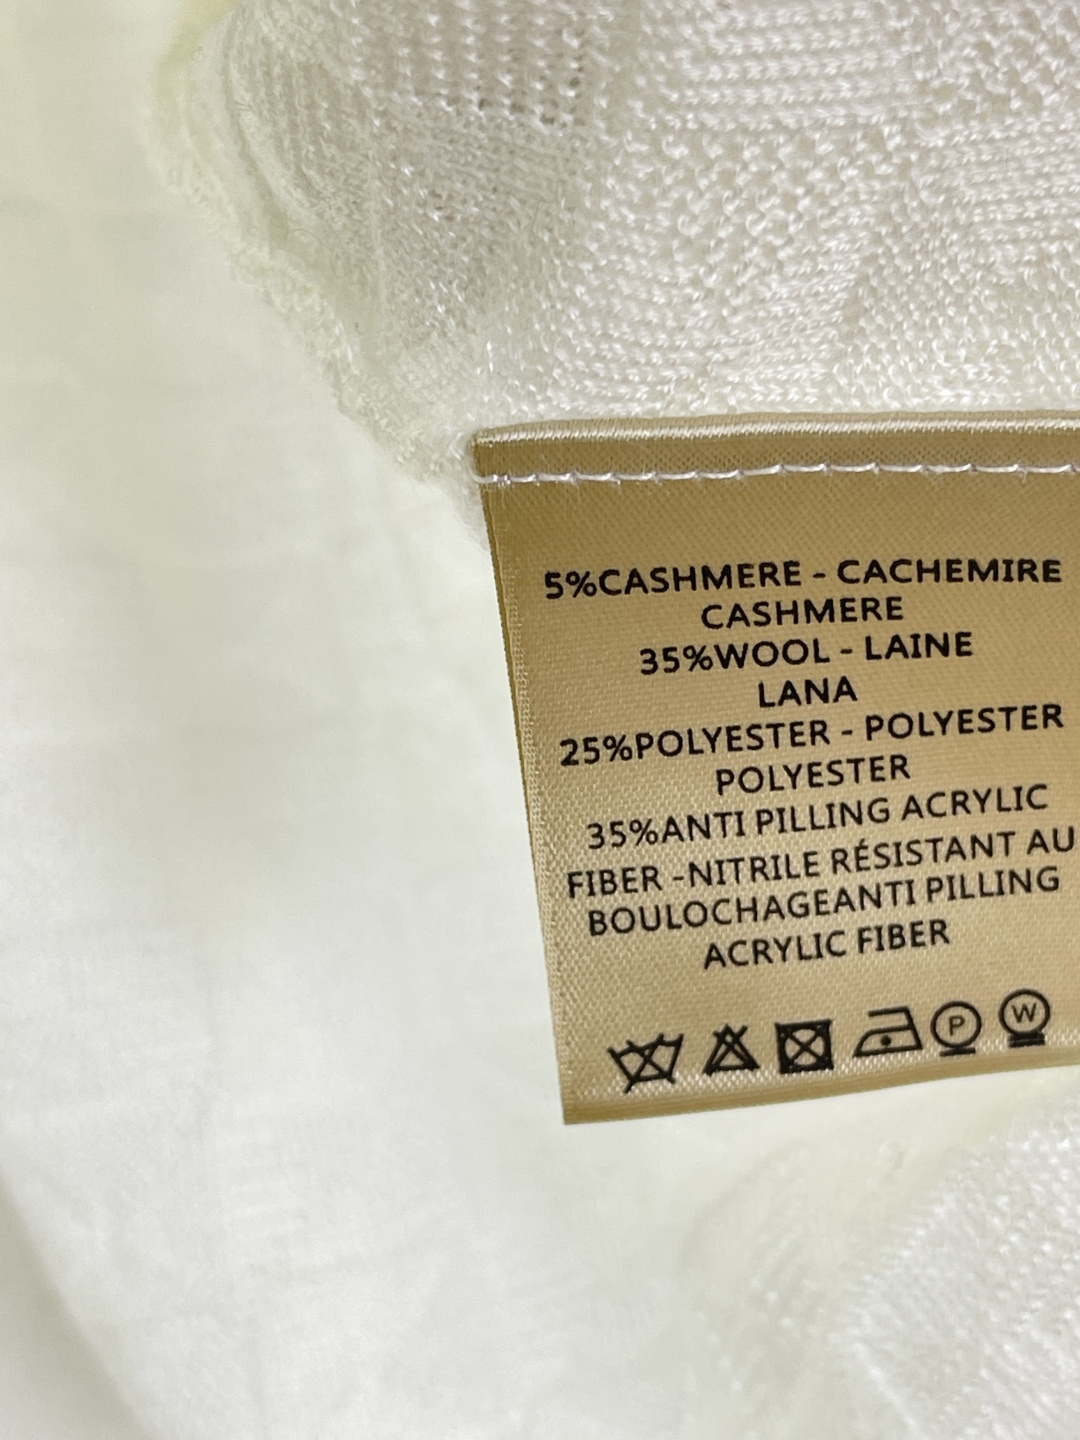 5%CASHMERE - CACHEMIRE
CASHMERE
35%WOOL - LAINE
LANA
25%POLYESTER - POLYESTER
POLYESTER
35%ANTI PILLING ACRYLIC
FIBER -NITRILE RÉSISTANT AU
BOULOCHAGEANTI PILLING
ACRYLIC FIBER
P W